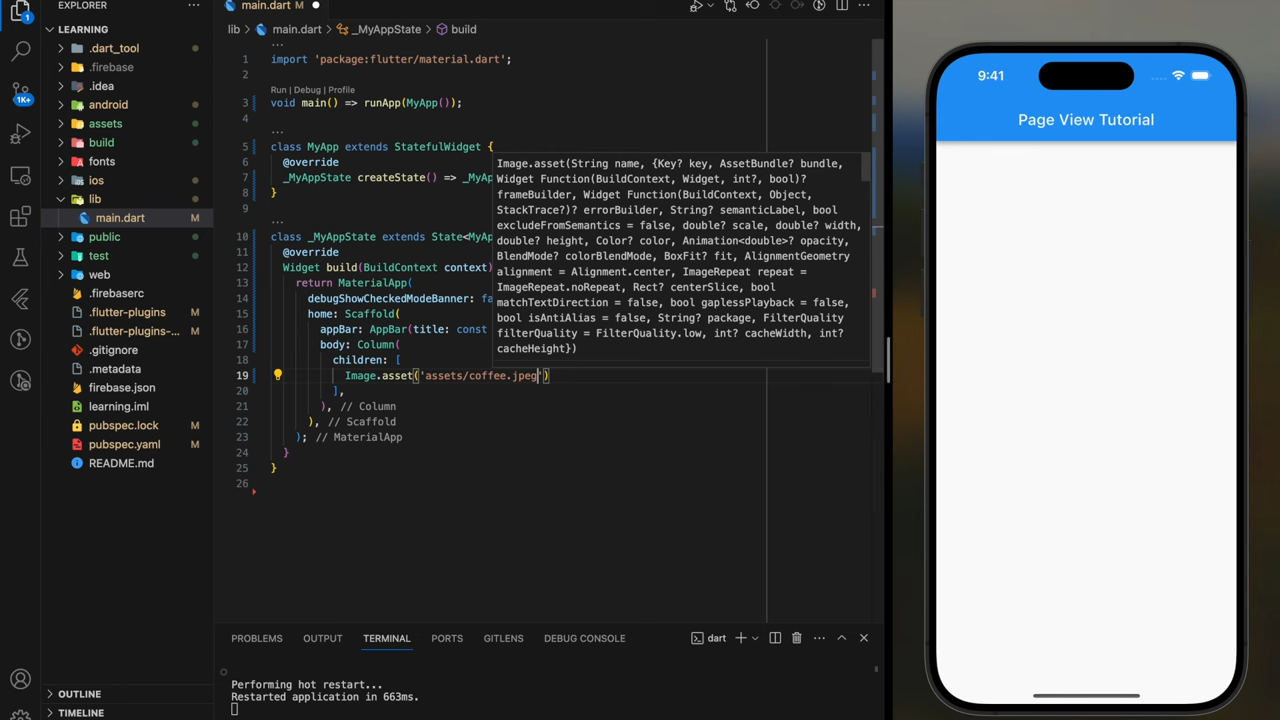 EXPLORER
LEARNING
.dart_tool
.firebase
.idea
android
assets
build
fonts
ios
lib
main.dart M
public
test
web
.firebaserc
.flutter-plugins
.flutter-plugins-...
.gitignore
.metadata
firebase.json
learning.iml
pubspec.lock M
pubspec.yaml M
README.md
OUTLINE
TIMELINE
1
1K+
main.dart M
lib > main.dart > _MyAppState > build
...
1 import 'package:flutter/material.dart';
2
Run | Debug | Profile
3 void main() => runApp(MyApp());
4
...
5 class MyApp extends StatefulWidget {
6 @override
7 _MyAppState createState() => _MyAp
8 }
9
...
10 class _MyAppState extends State<MyAp
11 @override
12 Widget build(BuildContext context)
13 return MaterialApp(
14 debugShowCheckedModeBanner: fa
15 home: Scaffold(
16 appBar: AppBar(title: const
17 body: Column(
18 children: [
19 Image.asset('assets/coffee.jpeg')
20 ],
21 ), // Column
22 ), // Scaffold
23 ); // MaterialApp
24 }
25 }
26
Image.asset(String name, {Key? key, AssetBundle? bundle,
Widget Function(BuildContext, Widget, int?, bool)?
frameBuilder, Widget Function(BuildContext, Object,
StackTrace?)? errorBuilder, String? semanticLabel, bool
excludeFromSemantics = false, double? scale, double? width,
double? height, Color? color, Animation<double>? opacity,
BlendMode? colorBlendMode, BoxFit? fit, AlignmentGeometry
alignment = Alignment.center, ImageRepeat repeat =
ImageRepeat.noRepeat, Rect? centerSlice, bool
matchTextDirection = false, bool gaplessPlayback = false,
bool isAntiAlias = false, String? package, FilterQuality
filterQuality = FilterQuality.low, int? cacheWidth, int?
cacheHeight})
PROBLEMS OUTPUT TERMINAL PORTS GITLENS DEBUG CONSOLE
dart
Performing hot restart...
Restarted application in 663ms.
9:41
Page View Tutorial